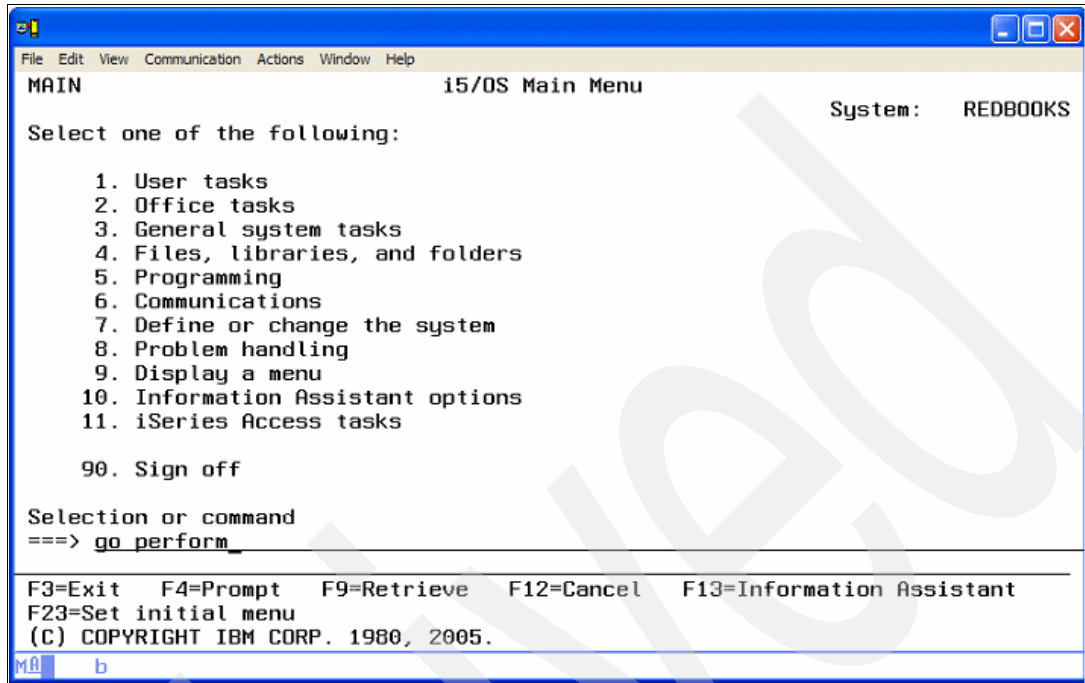 File Edit View Communication Actions Window Help
MAIN i5/OS Main Menu
System: REDBOOKS
Select one of the following:
1. User tasks
2. Office tasks
3. General system tasks
4. Files, libraries, and folders
5. Programming
6. Communications
7. Define or change the system
8. Problem handling
9. Display a menu
10. Information Assistant options
11. iSeries Access tasks
90. Sign off
Selection or command
===> go perform_
F3=Exit F4=Prompt F9=Retrieve F12=Cancel F13=Information Assistant
F23=Set initial menu
(C) COPYRIGHT IBM CORP. 1980, 2005.
MA b